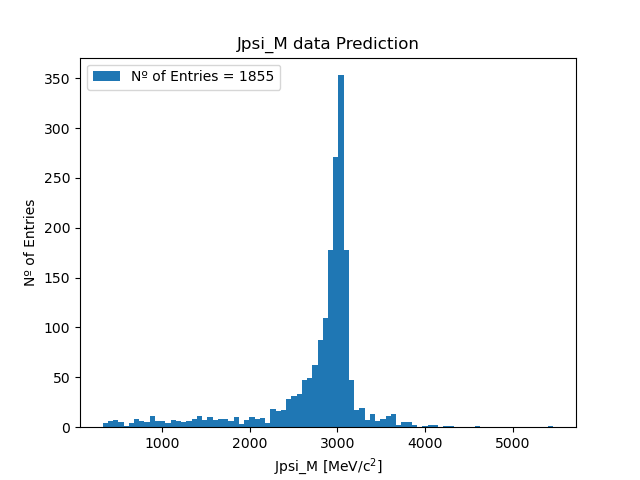 Jpsi_M data Prediction
Nº of Entries = 1855
350
300
250
200
150
100
50
0
Nº of Entries
1000 2000 3000 4000 5000
Jpsi_M [MeV/c²]